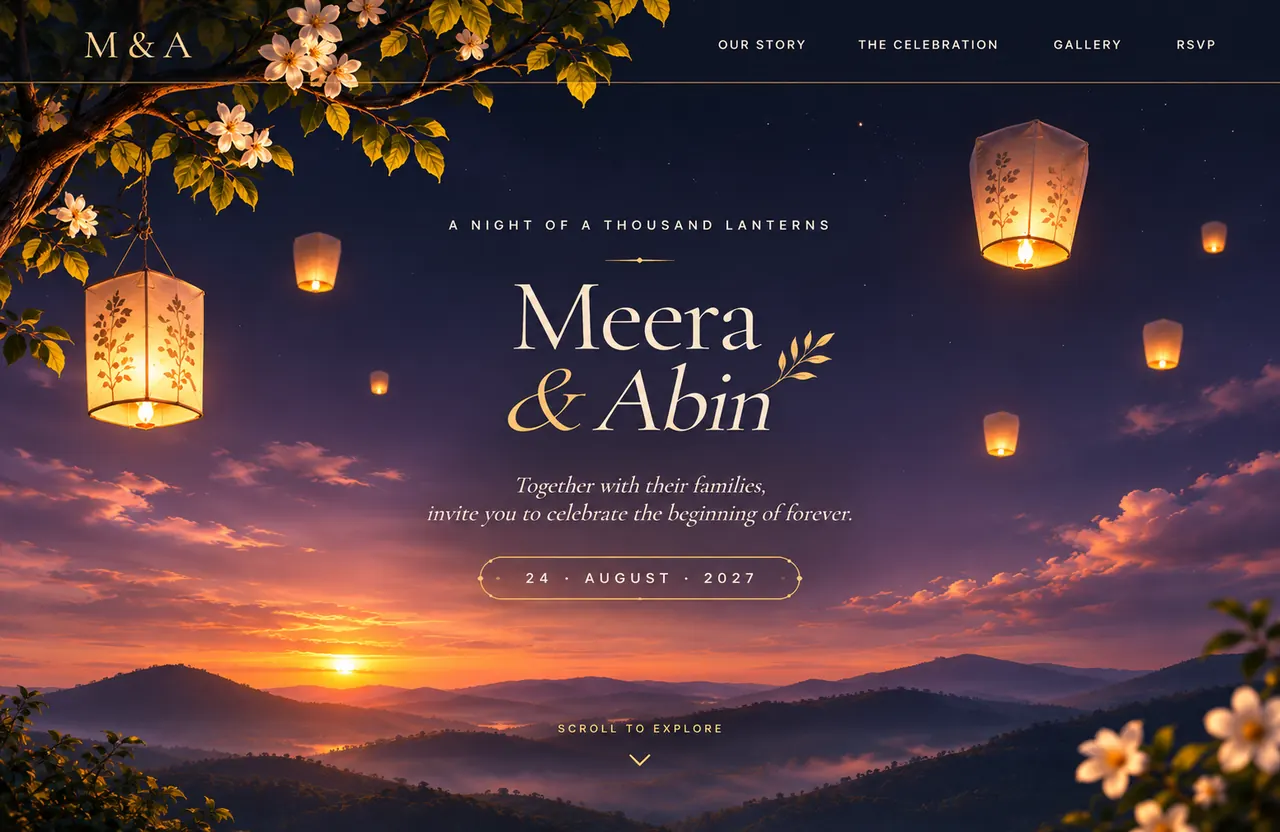 M & A
OUR STORY
THE CELEBRATION
GALLERY
RSVP
A NIGHT OF A THOUSAND LANTERNS
Meera
& Abin
Together with their families,
invite you to celebrate the beginning of forever.
24 · AUGUST · 2027
SCROLL TO EXPLORE